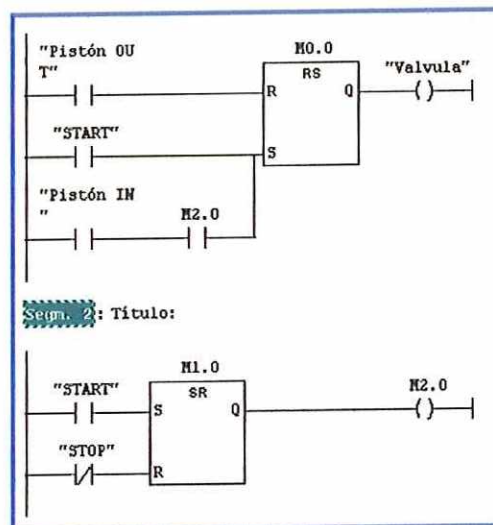 "Pistón OU
T"
M0.0
RS
"Valvula"
R
Q
"START"
S
"Pistón IN
"
M2.0
Segm. 2: Título:
M1.0
SR
"START"
S
Q
M2.0
"STOP"
R